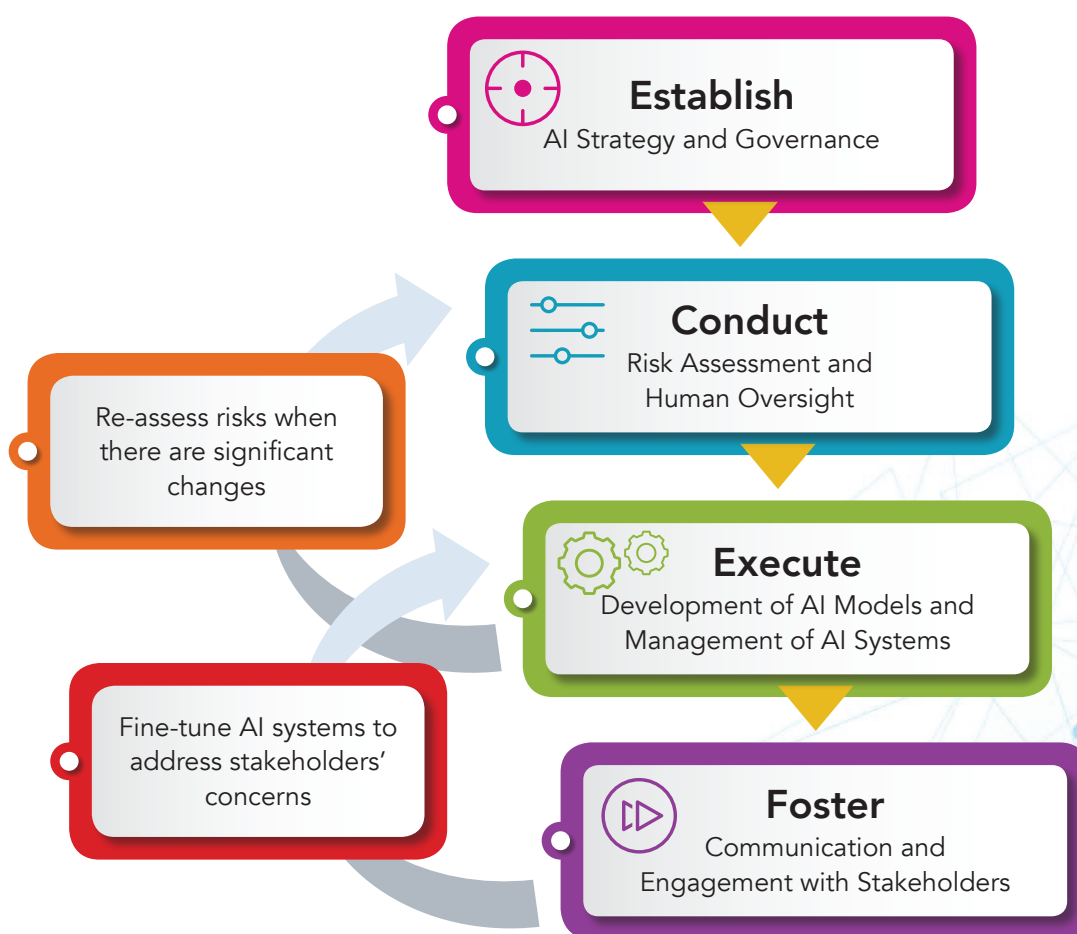 Establish
AI Strategy and Governance
Conduct
Risk Assessment and
Human Oversight
Re-assess risks when
there are significant
changes
Execute
Development of AI Models and
Management of AI Systems
Fine-tune AI systems to
address stakeholders’
concerns
Foster
Communication and
Engagement with Stakeholders